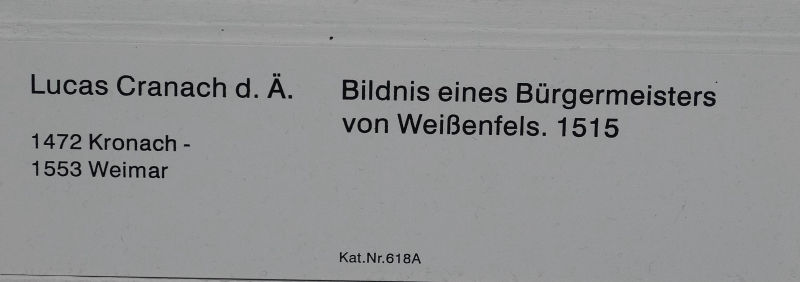 Lucas Cranach d. Ä.
1472 Kronach -
1553 Weimar
Bildnis eines Bürgermeisters
von Weißenfels. 1515
Kat.Nr.618A